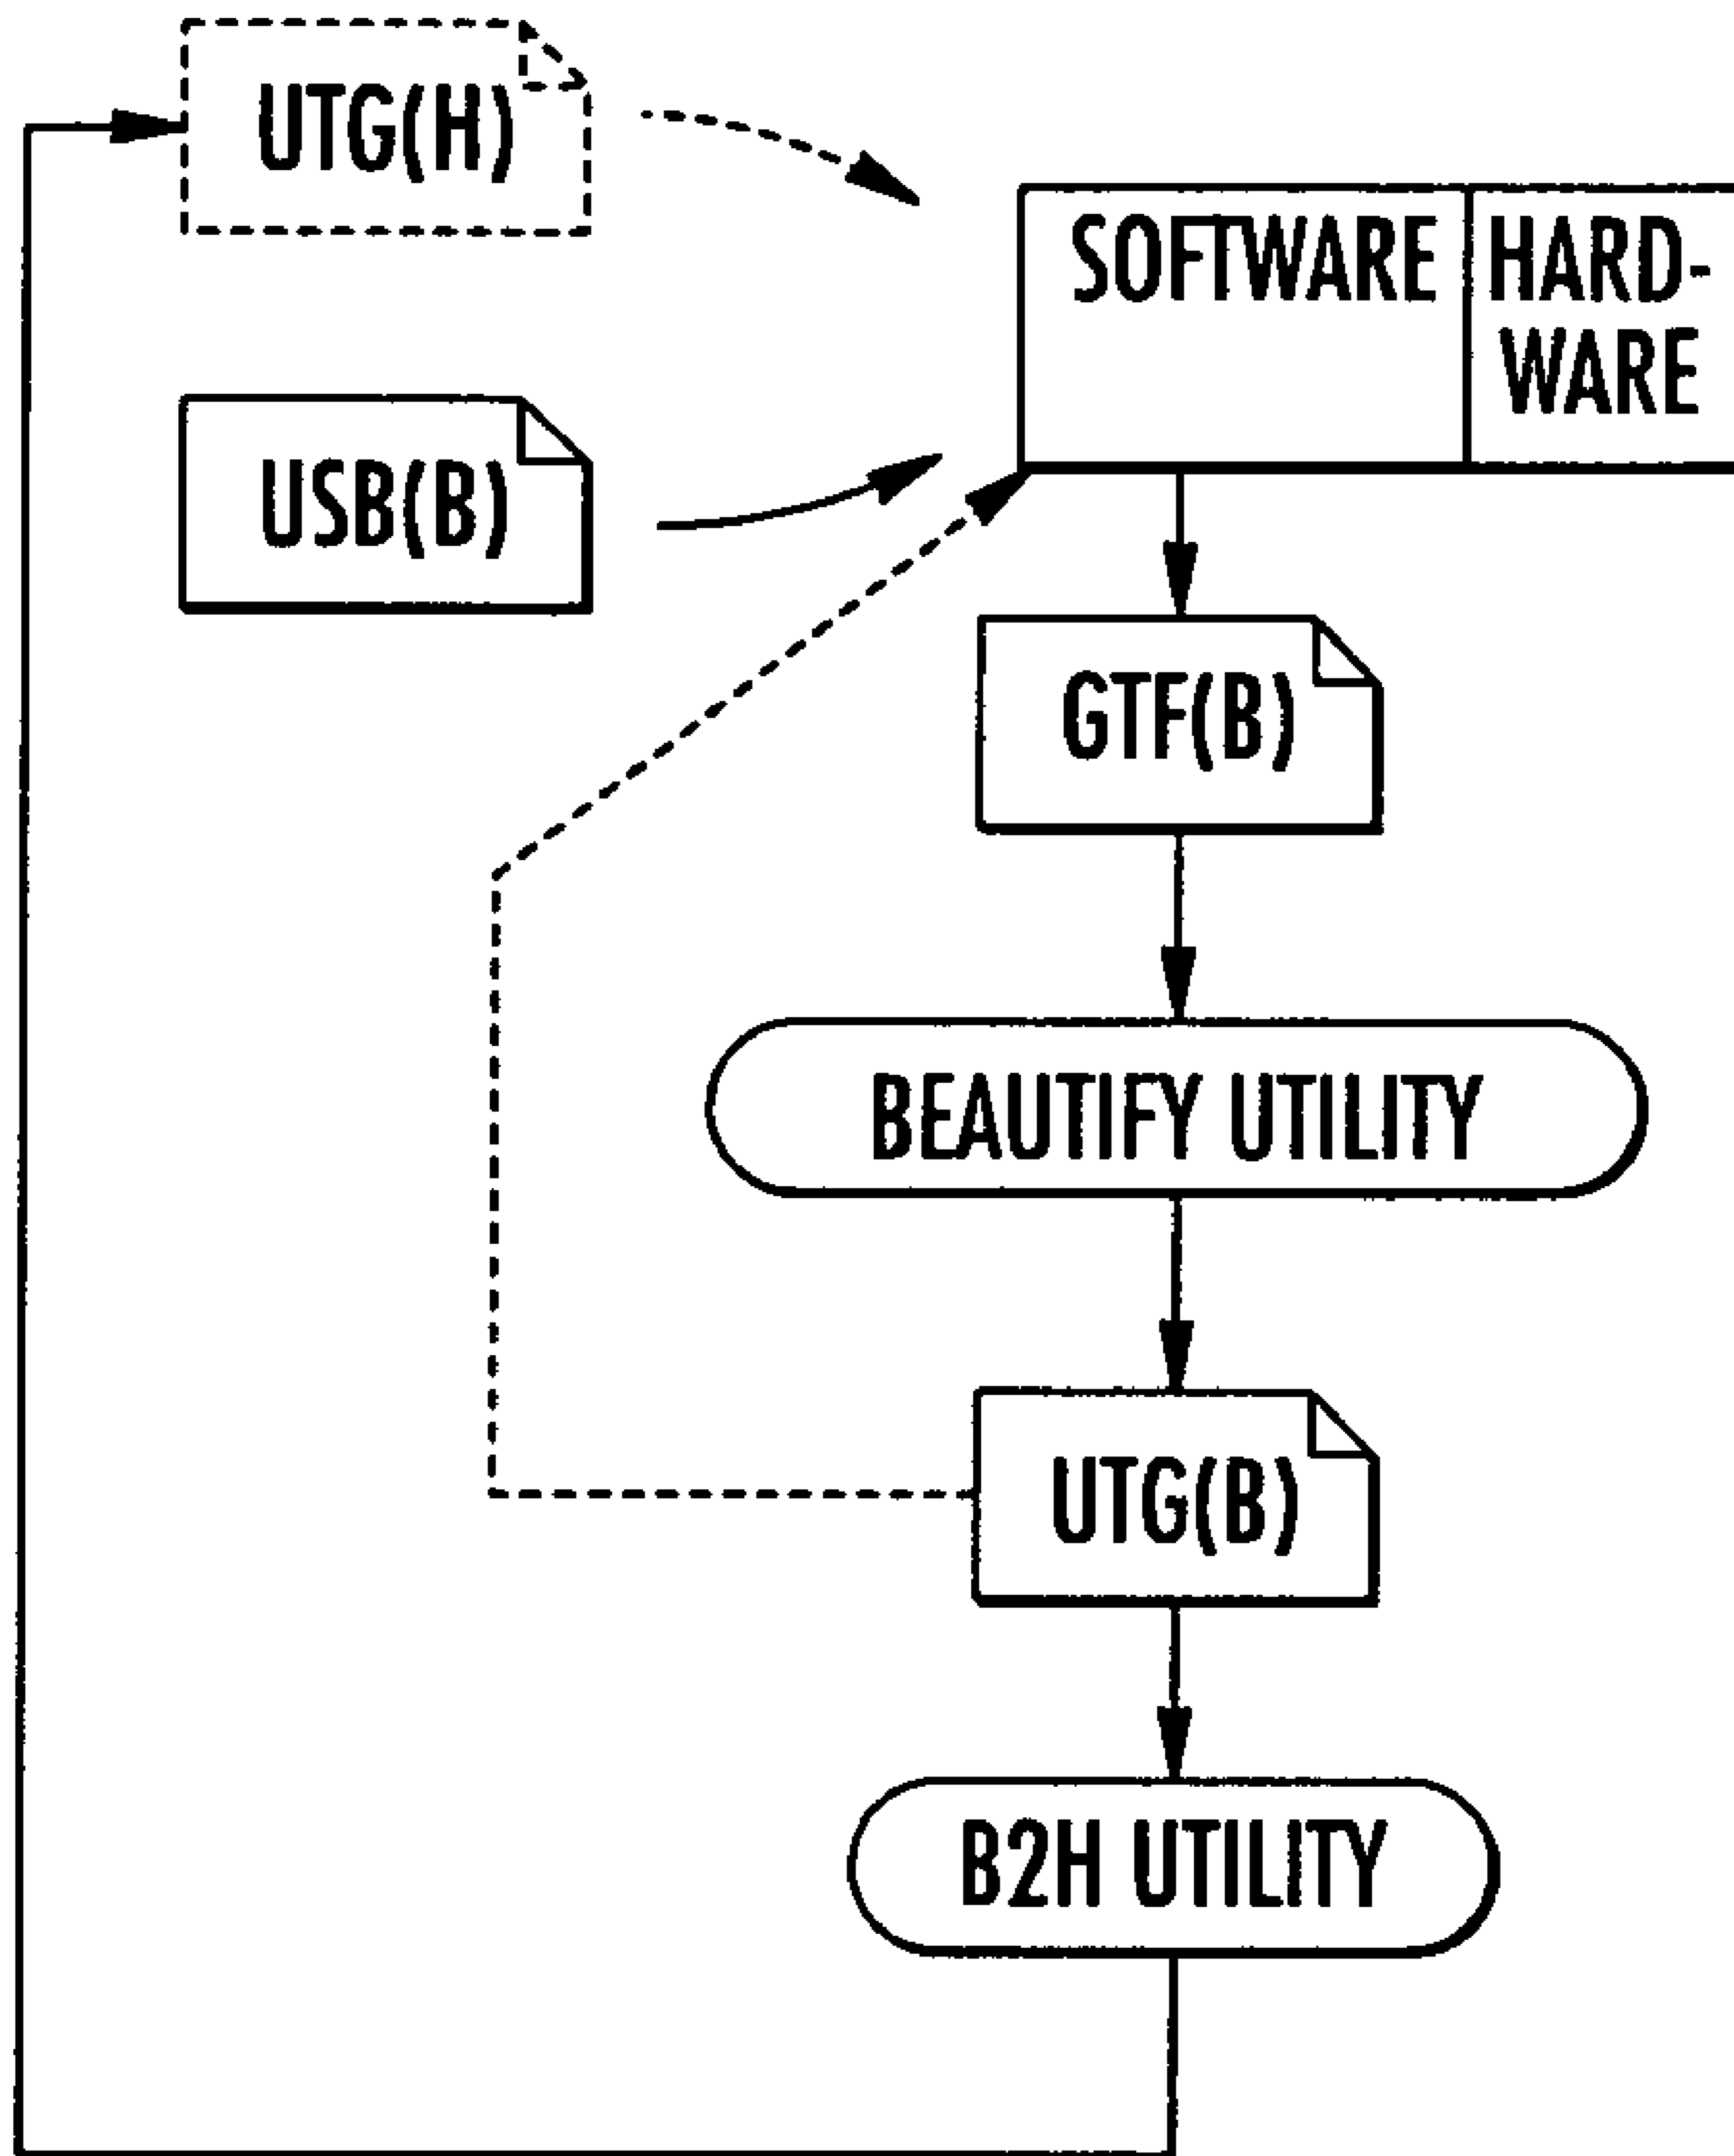 UTG(H)
SOFTWARE
HARD-
WARE
USB(B)
GTF(B)
BEAUTIFY UTILITY
UTG(B)
B2H UTILITY